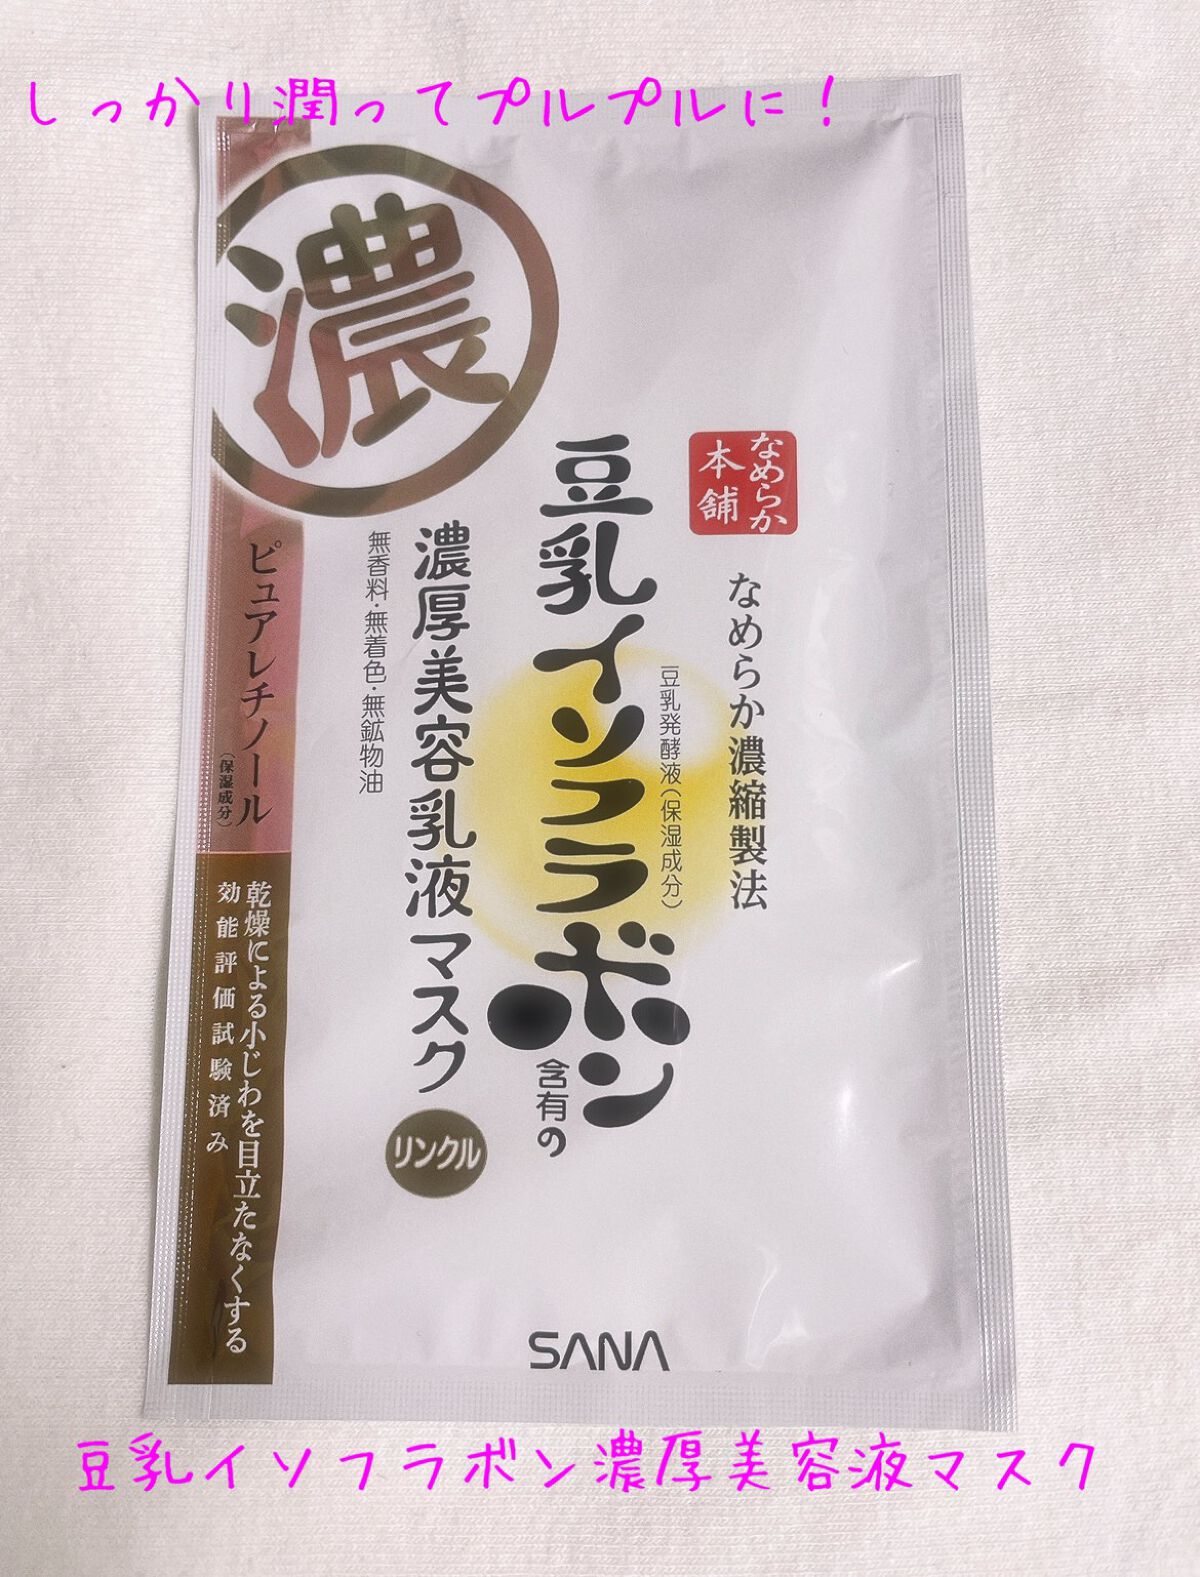 しっかり潤ってプルプルに!
濃
なめらか
本舗
なめらか濃縮製法
豆乳発酵液(保湿成分)
豆乳イソフラボン
含有の
濃厚美容乳液マスク
リンクル
無香料・無着色・無鉱物油
ピュアレチノール
(保湿成分)
乾燥による小じわを目立たなくする
効能評価試験済み
SANA
豆乳イソフラボン濃厚美容液マスク